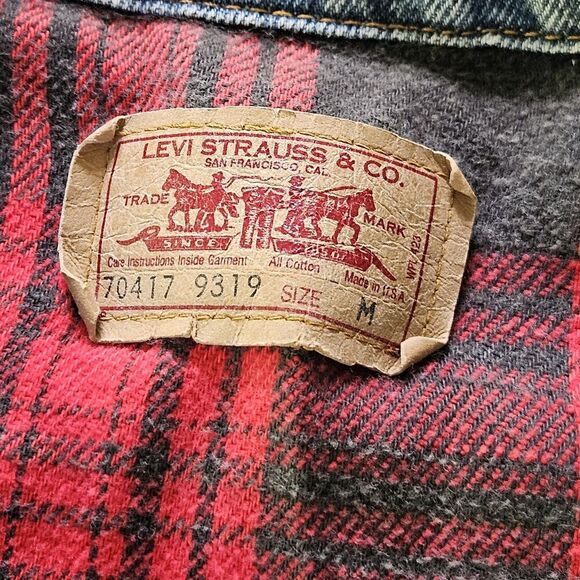 LEVI STRAUSS & CO.
SAN FRANCISCO, CAL.
TRADE MARK
SINCE
Care Instructions Inside Garment All Cotton Made in U.S.A.
70417 9319 SIZE M